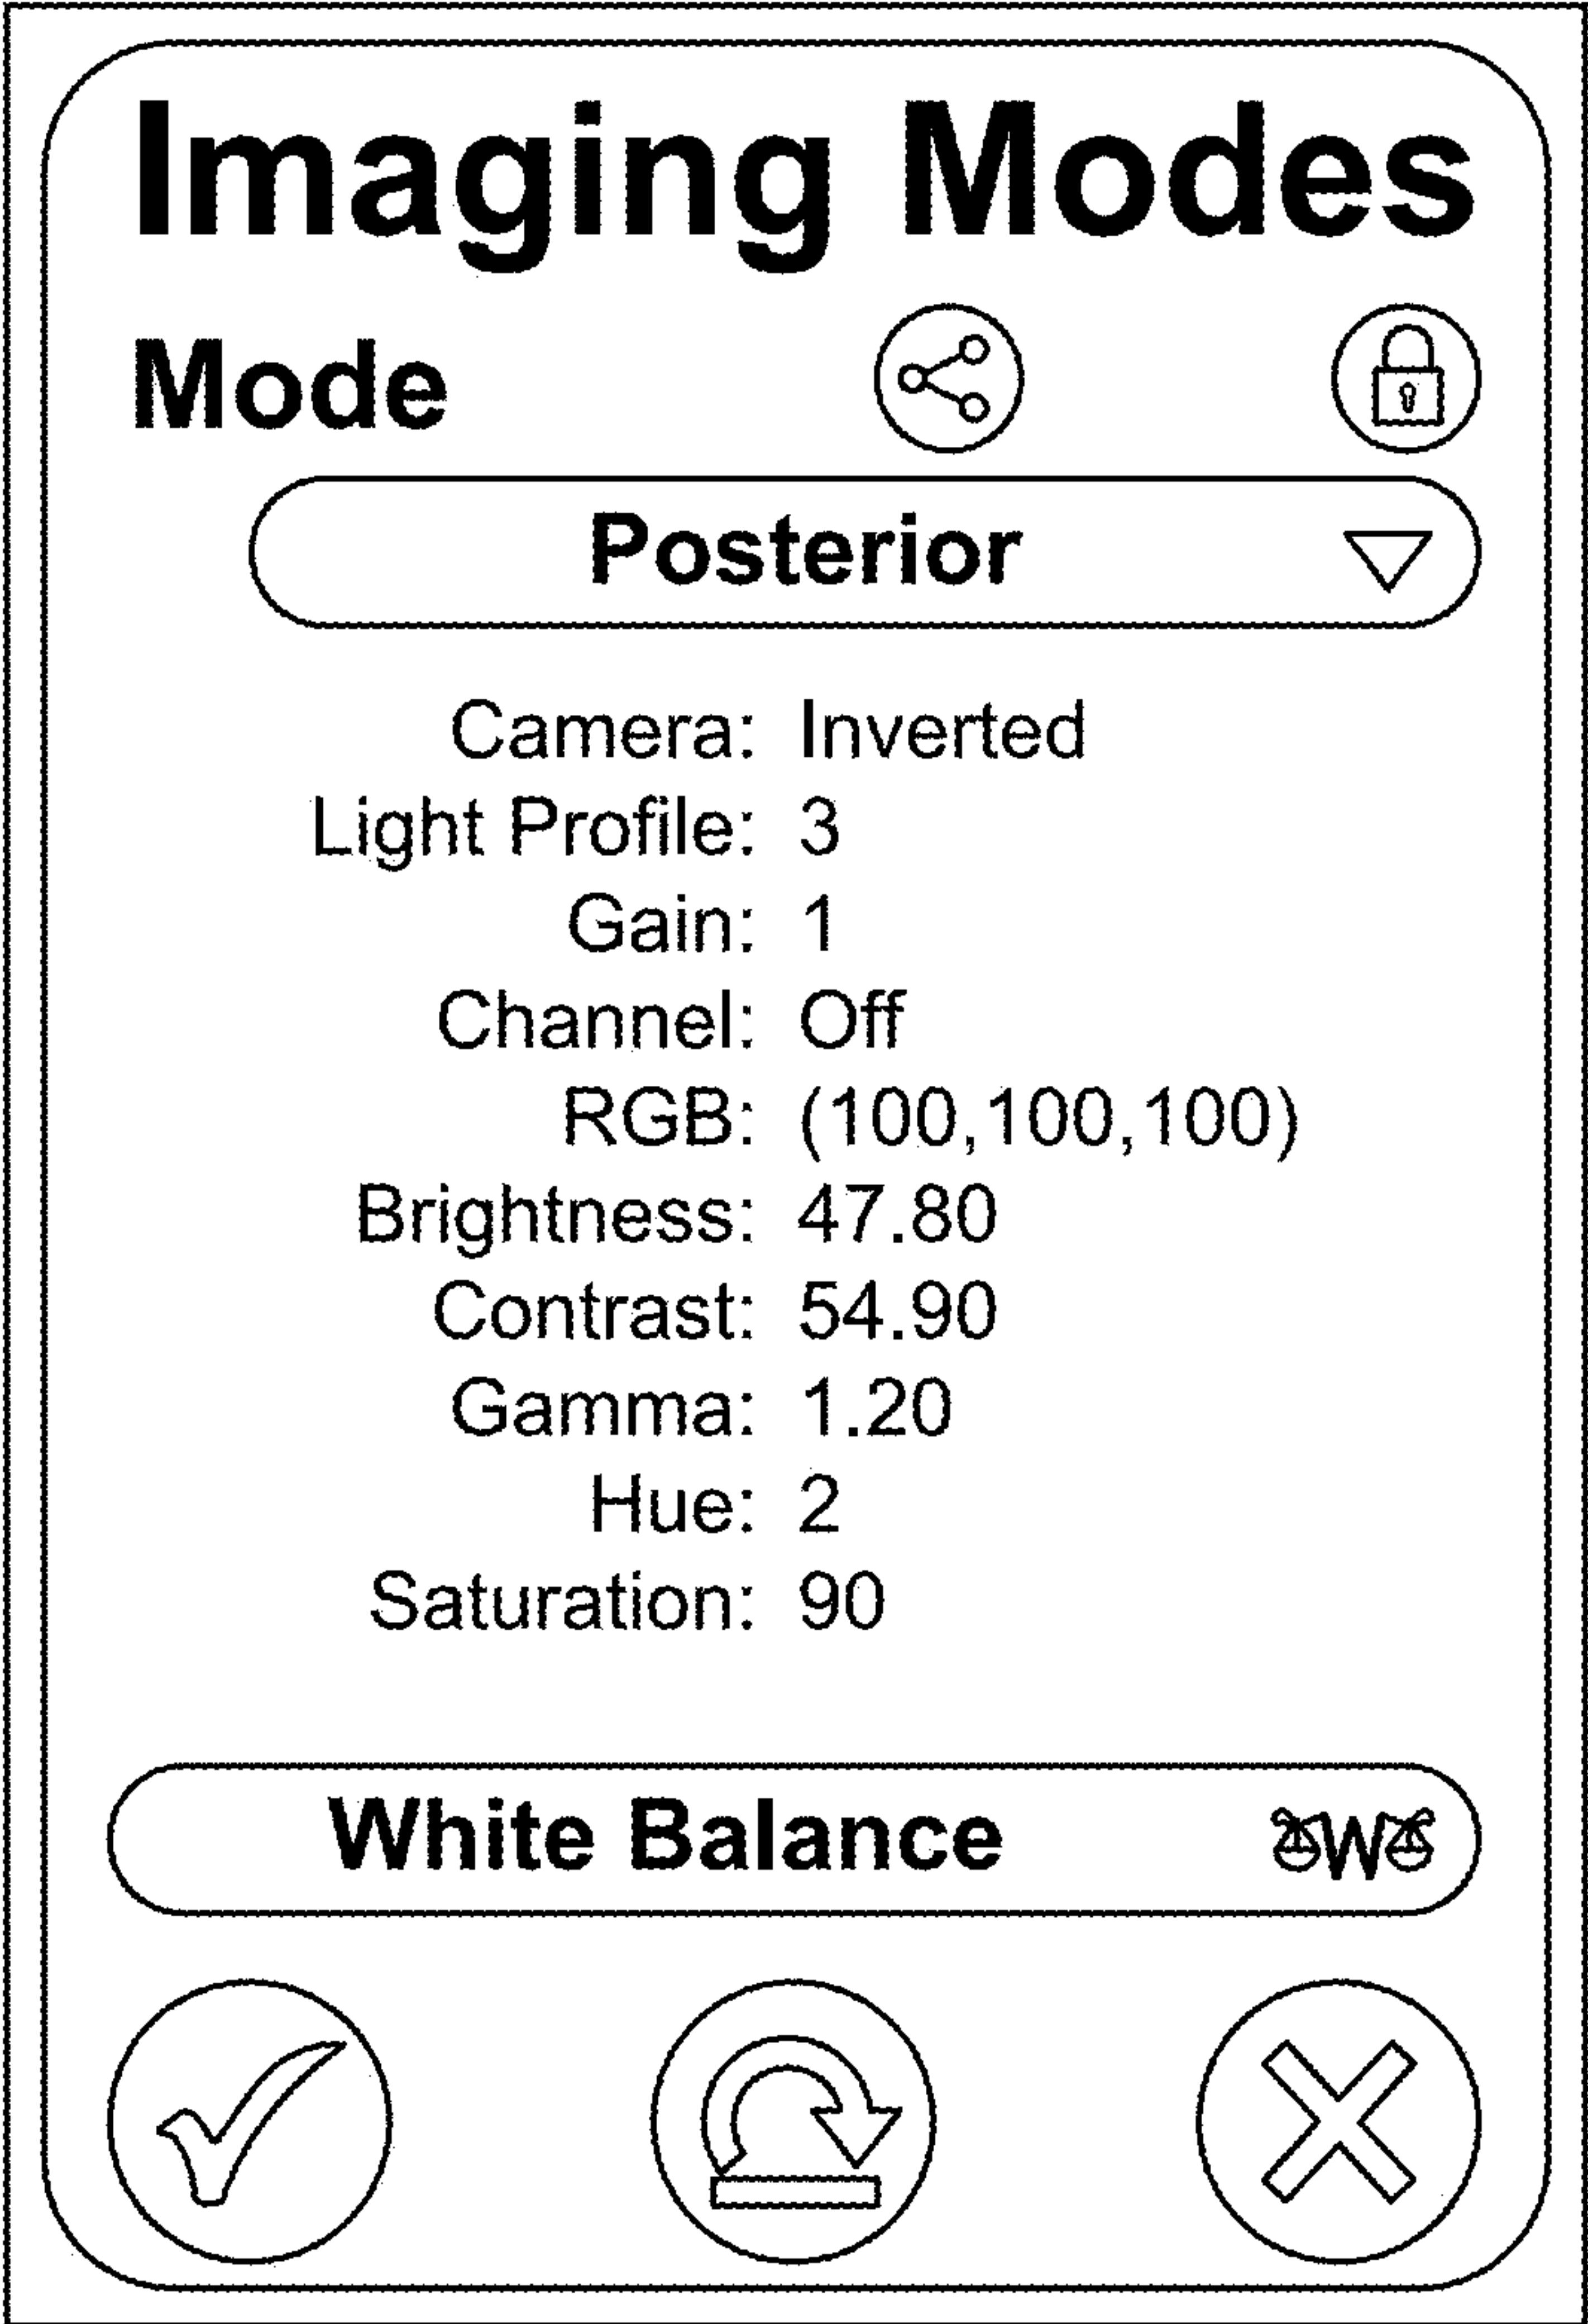 Imaging Modes
Mode
Posterior
Camera: Inverted
Light Profile: 3
Gain: 1
Channel: Off
RGB: (100,100,100)
Brightness: 47.80
Contrast: 54.90
Gamma: 1.20
Hue: 2
Saturation: 90
White Balance W